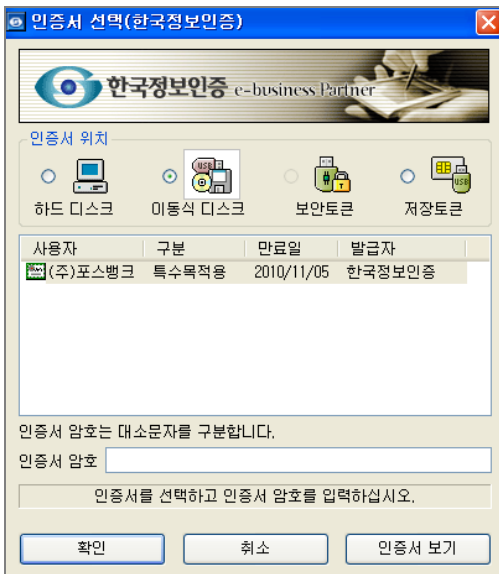 인증서 선택(한국정보인증)
한국정보인증 e-business Partner
인증서 위치
USB
USB
하드 디스크 이동식 디스크 보안토큰 저장토큰
사용자 구분 만료일 발급자
(주)포스뱅크 특수목적용 2010/11/05 한국정보인증
인증서 암호는 대소문자를 구분합니다.
인증서 암호
인증서를 선택하고 인증서 암호를 입력하십시오.
확인 취소 인증서 보기